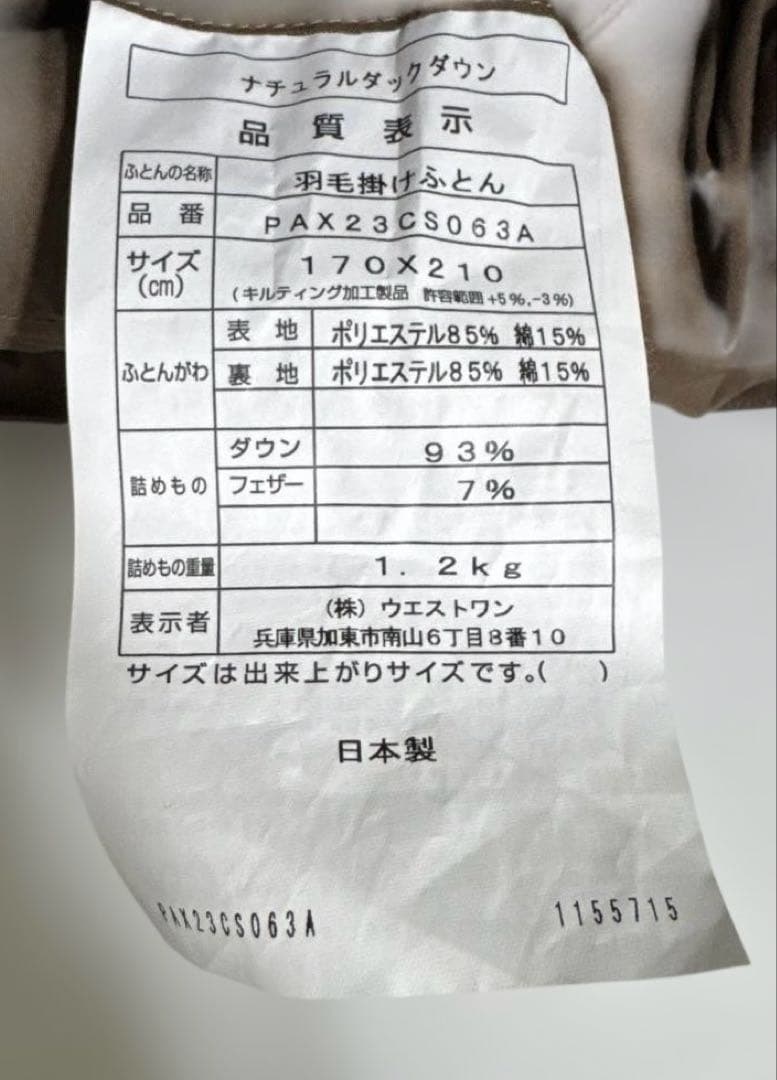 ナチュラルダックダウン
品質表示
ふとんの名称 羽毛掛けふとん
品番 PAX23CS063A
サイズ(cm) 170×210
(キルティング加工製品 許容範囲+5%,-3%)
ふとんがわ 表地 ポリエステル85% 綿15%
裏地 ポリエステル85% 綿15%
詰めもの ダウン 93%
フェザー 7%
詰めもの重量 1.2kg
表示者 (株)ウエストワン
兵庫県加東市南山6丁目8番10
サイズは出来上がりサイズです。( )
日本製
PAX23CS063A 1155715